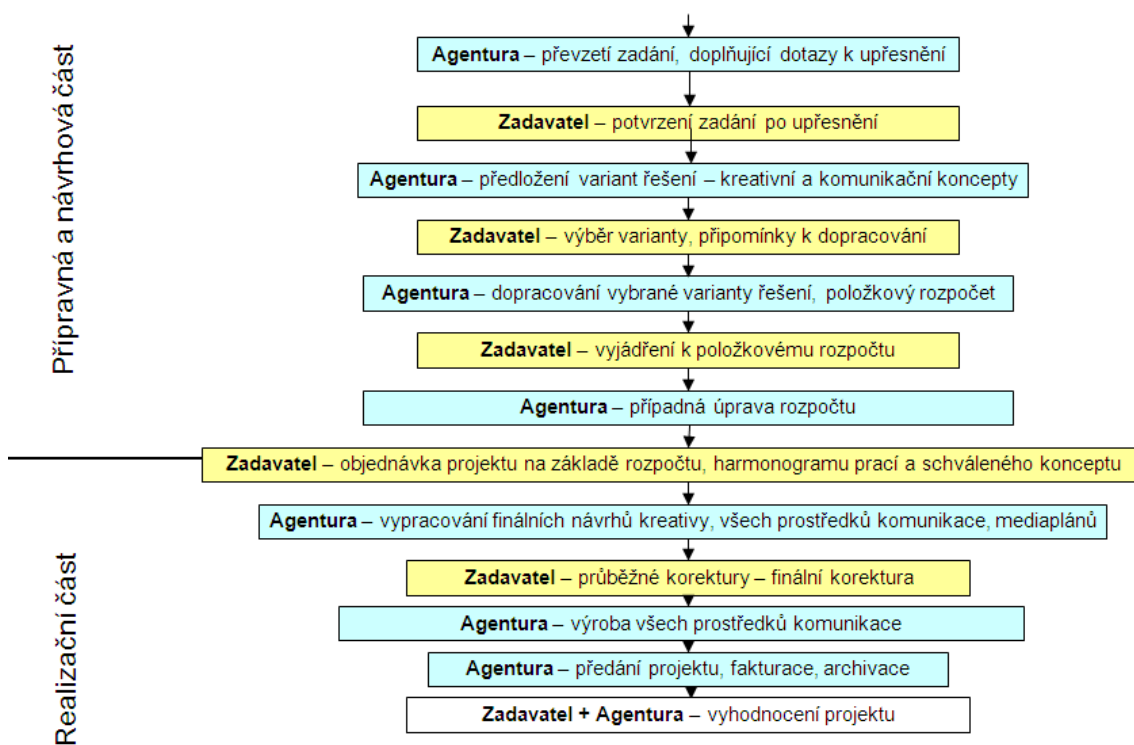 Přípravná a návrhová část
Agentura – převzetí zadání, doplňující dotazy k upřesnění
Zadavatel – potvrzení zadání po upřesnění
Agentura – předložení variant řešení – kreativní a komunikační koncepty
Zadavatel – výběr varianty, připomínky k dopracování
Agentura – dopracování vybrané varianty řešení, položkový rozpočet
Zadavatel – vyjádření k položkovému rozpočtu
Agentura – případná úprava rozpočtu
Zadavatel – objednávka projektu na základě rozpočtu, harmonogramu prací a schváleného konceptu
Realizační část
Agentura – vypracování finálních návrhů kreativy, všech prostředků komunikace, mediaplánů
Zadavatel – průběžné korektury – finální korektura
Agentura – výroba všech prostředků komunikace
Agentura – předání projektu, fakturace, archivace
Zadavatel + Agentura – vyhodnocení projektu